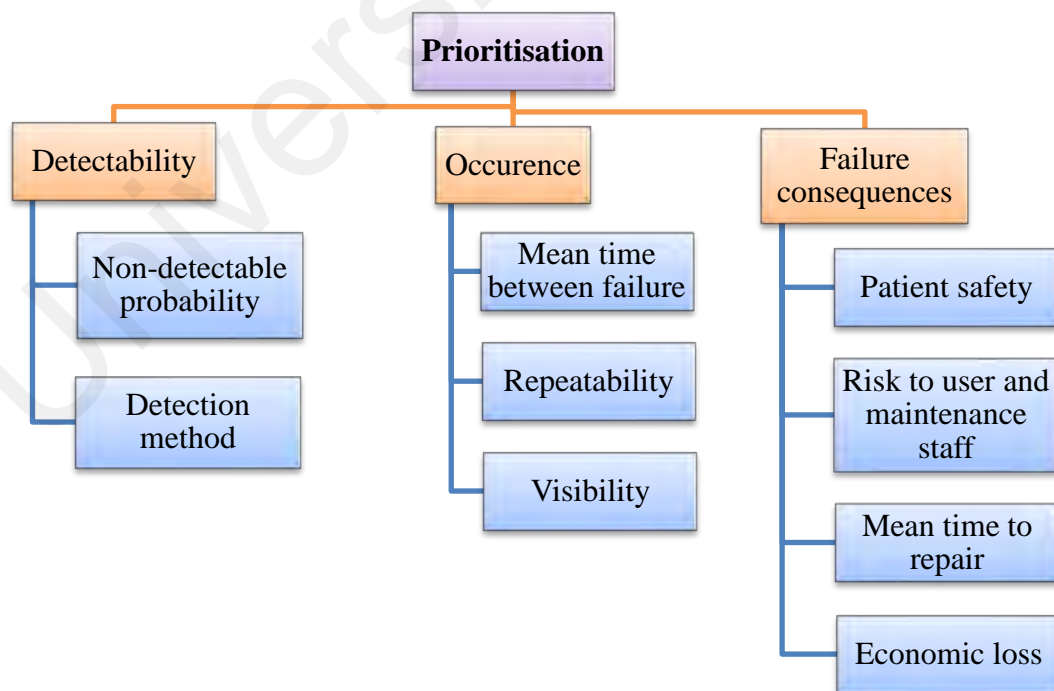 Prioritisation
Detectability
Non-detectable
probability
Detection
method
Occurence
Mean time
between failure
Repeatability
Visibility
Failure
consequences
Patient safety
Risk to user and
maintenance
staff
Mean time to
repair
Economic loss